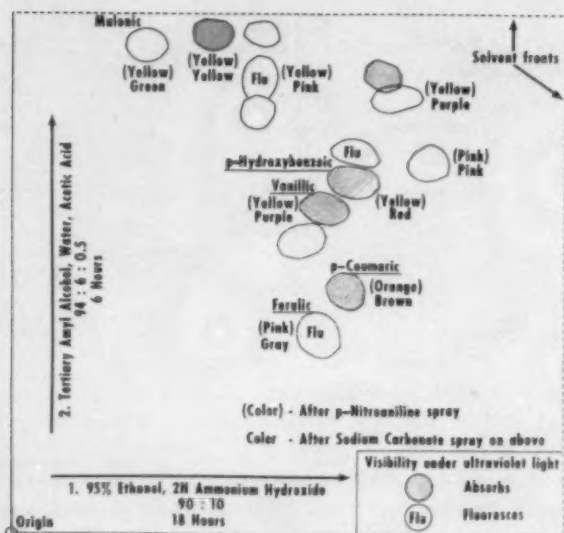 Malonic
Solvent fronts
(Yellow)
Green
(Yellow)
Yellow
Flu
(Yellow)
Pink
(Yellow)
Purple
Flu
p-Hydroxybenzoic
(Pink)
Pink
Vanillic
(Yellow)
Purple
(Yellow)
Red
p-Coumaric
(Orange)
Brown
Ferulic
(Pink)
Gray
Flu
2. Tertiary Amyl Alcohol, Water, Acetic Acid
94 : 6 : 0.5
6 Hours
(Color) - After p-Nitroaniline spray
Color - After Sodium Carbonate spray on above
1. 95% Ethanol, 2N Ammonium Hydroxide
90 : 10
18 Hours
Origin
Visibility under ultraviolet light
Absorbs
Flu
Fluoresces